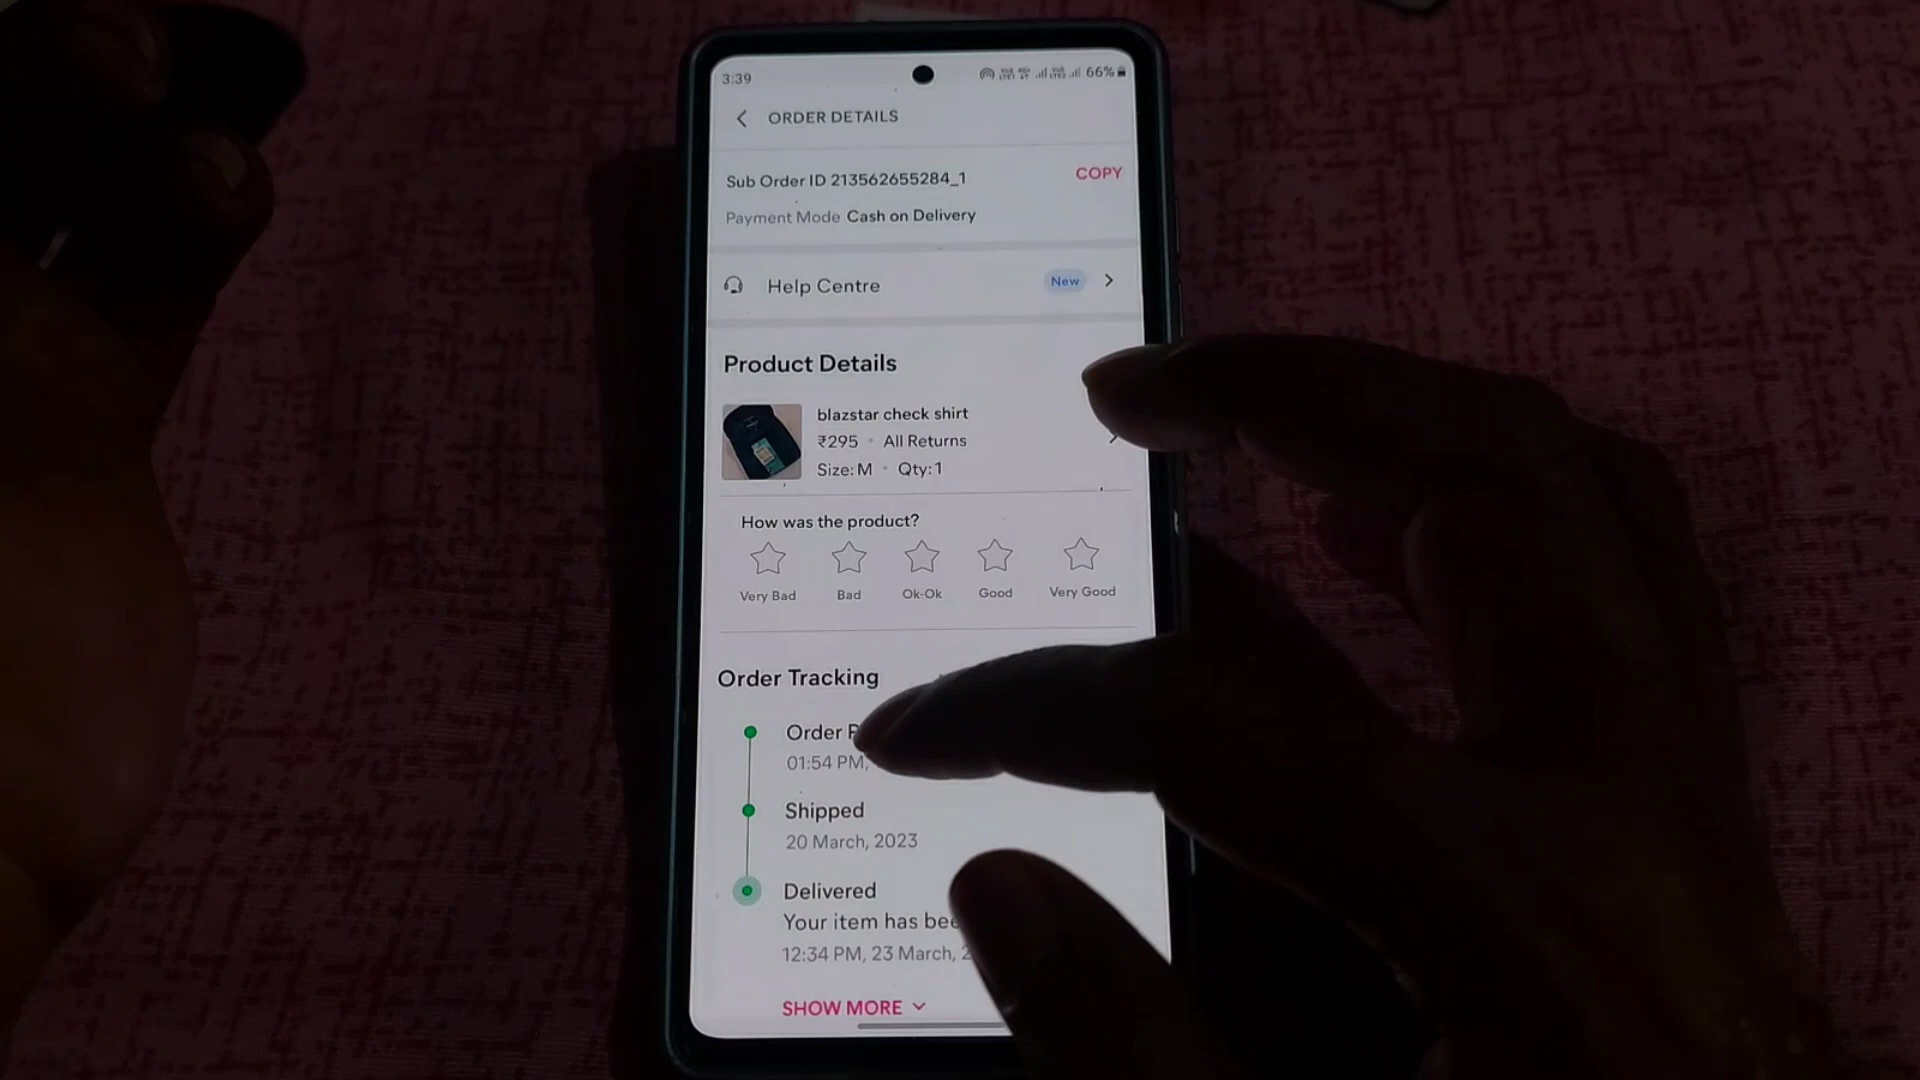 3:39
66%
ORDER DETAILS
Sub Order ID 213562655284_1
COPY
Payment Mode Cash on Delivery
Help Centre
New
Product Details
blazstar check shirt
₹295 • All Returns
Size: M • Qty: 1
How was the product?
Very Bad
Bad
Ok-Ok
Good
Very Good
Order Tracking
Order
01:54 PM,
Shipped
20 March, 2023
Delivered
Your item has
12:34 PM, 23 March,
SHOW MORE